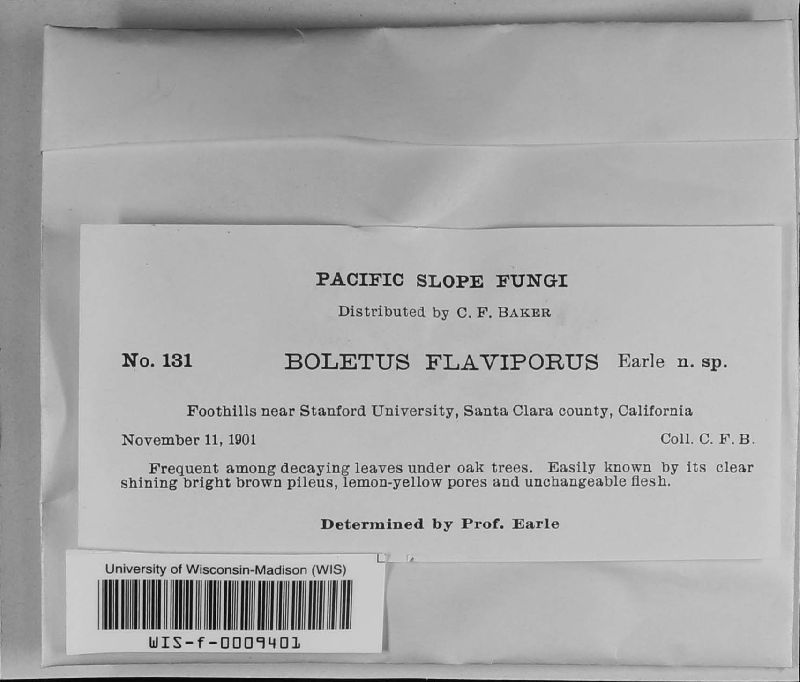 PACIFIC SLOPE FUNGI
Distributed by C. F. BAKER
No. 131 BOLETUS FLAVIPORUS Earle n. sp.
Foothills near Stanford University, Santa Clara county, California
November 11, 1901 Coll. C. F. B.
Frequent among decaying leaves under oak trees. Easily known by its clear
shining bright brown pileus, lemon-yellow pores and unchangeable flesh.
Determined by Prof. Earle
University of Wisconsin-Madison (WIS)
WIS-f-0009401